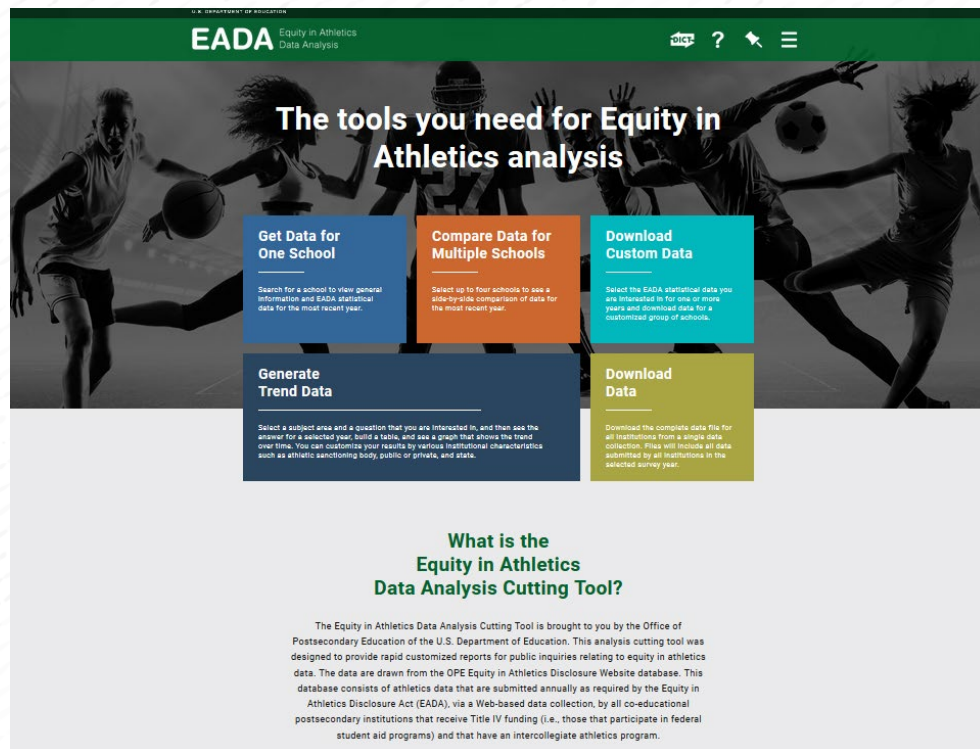 U.S. DEPARTMENT OF EDUCATION
EADA Equity in Athletics
Data Analysis
DICT
?
The tools you need for Equity in
Athletics analysis
Get Data for
One School
Search for a school to view general
information and EADA statistical
data for the most recent year.
Compare Data for
Multiple Schools
Select up to four schools to see a
side-by-side comparison of data for
the most recent year.
Download
Custom Data
Select the EADA statistical data you
are interested in for one or more
years and download data for a
customized group of schools.
Generate
Trend Data
Select a subject area and a question that you are interested in, and then see the
answer for a selected year, build a table, and see a graph that shows the trend
over time. You can customize your results by various institutional characteristics
such as athletic sanctioning body, public or private, and state.
Download
Data
Download the complete data file for
all institutions from a single data
collection. Files will include all data
submitted by all institutions in the
selected survey year.
What is the
Equity in Athletics
Data Analysis Cutting Tool?
The Equity in Athletics Data Analysis Cutting Tool is brought to you by the Office of
Postsecondary Education of the U.S. Department of Education. This analysis cutting tool was
designed to provide rapid customized reports for public inquiries relating to equity in athletics
data. The data are drawn from the OPE Equity in Athletics Disclosure Website database. This
database consists of athletics data that are submitted annually as required by the Equity in
Athletics Disclosure Act (EADA), via a Web-based data collection, by all co-educational
postsecondary institutions that receive Title IV funding (i.e., those that participate in federal
student aid programs) and that have an intercollegiate athletics program.